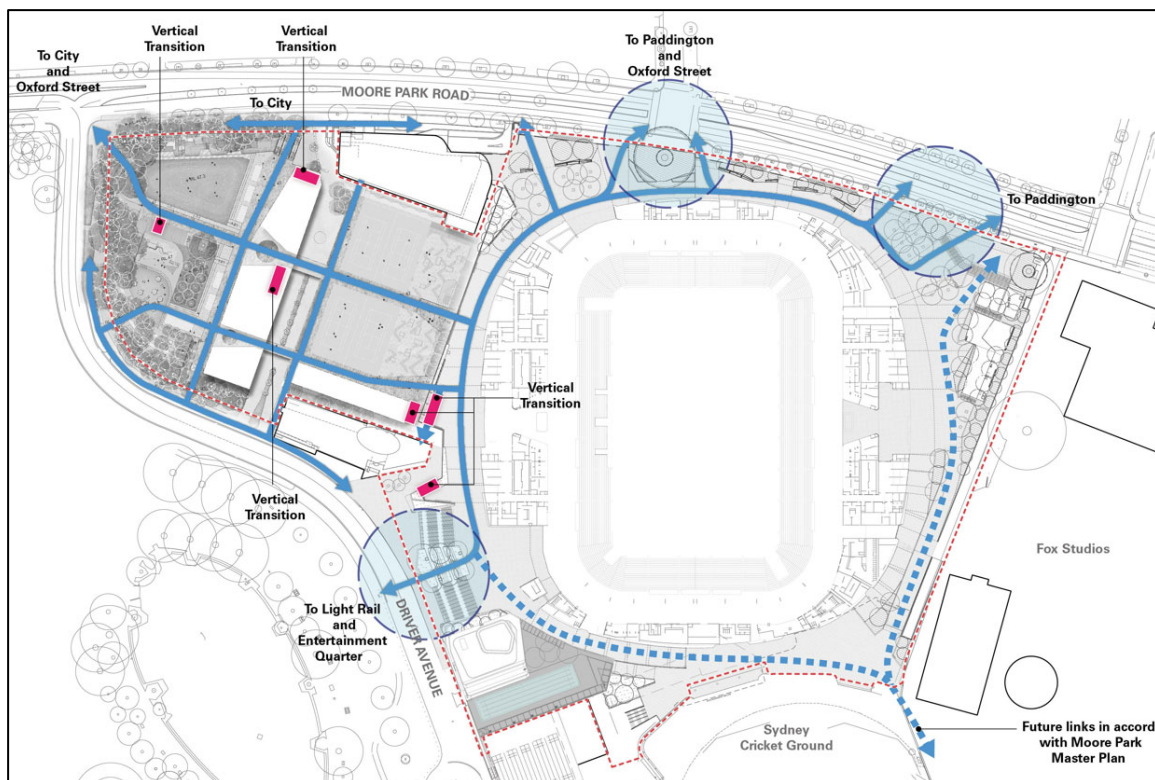 Vertical
Transition
Vertical
Transition
To Paddington
and
Oxford Street
To City
and
Oxford Street
MOORE PARK ROAD
To City
To Paddington
Vertical
Transition
Vertical
Transition
Fox Studios
To Light Rail
and
Entertainment
Quarter
DRIVER AVENUE
Sydney
Cricket Ground
Future links in accord
with Moore Park
Master Plan